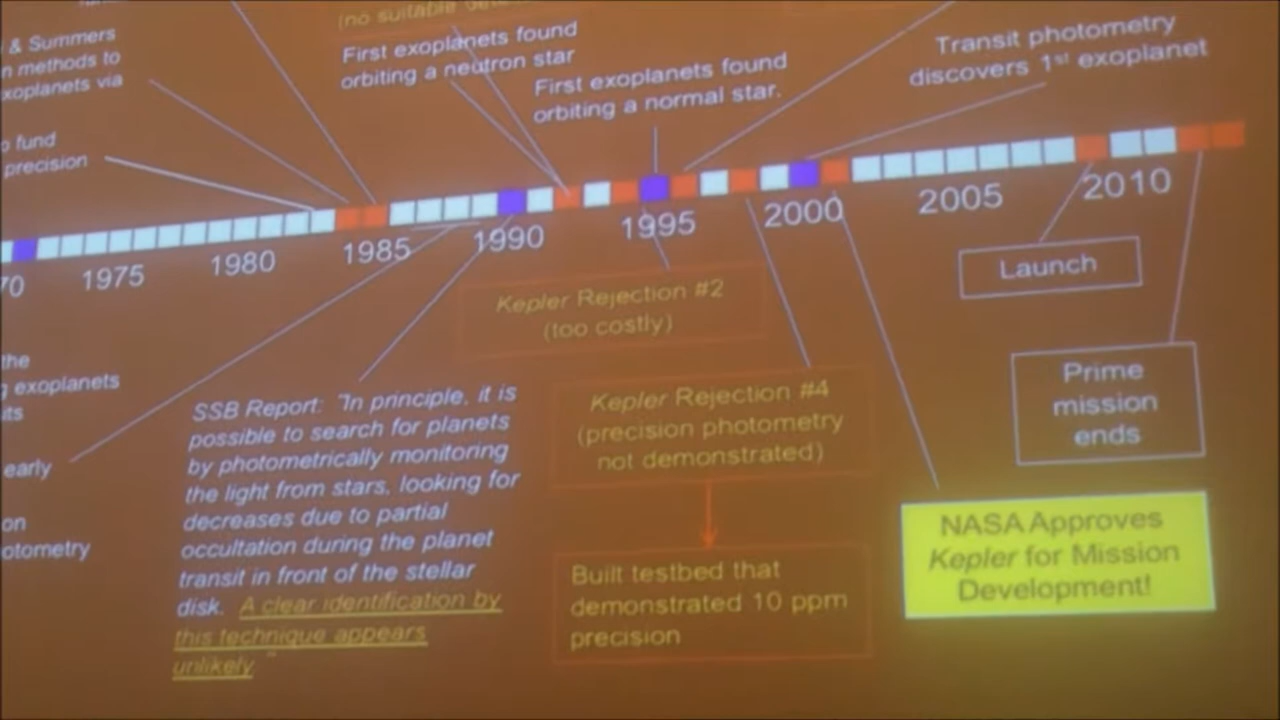 (no suitable
& Summers
n methods to
xoplanets via
o fund
precision
First exoplanets found
orbiting a neutron star
First exoplanets found
orbiting a normal star.
Transit photometry
discovers 1st exoplanet
70
1975
1980
1985
1990
1995
2000
2005
2010
Launch
Prime
mission
ends
Kepler Rejection #2
(too costly)
Kepler Rejection #4
(precision photometry
not demonstrated)
Built testbed that
demonstrated 10 ppm
precision
NASA Approves
Kepler for Mission
Development!
the
g exoplanets
its
early
on
otometry
SSB Report: "In principle, it is
possible to search for planets
by photometrically monitoring
the light from stars, looking for
decreases due to partial
occultation during the planet
transit in front of the stellar
disk. A clear identification by
this technique appears
unlikely."